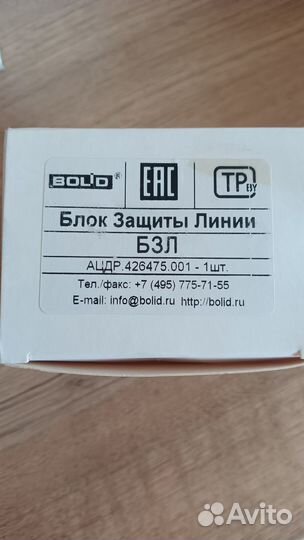 BOLID®
EAC
TP BY
Блок Защиты Линии
БЗЛ
АЦДР.426475.001 - 1шт.
Тел./факс: +7 (495) 775-71-55
E-mail: info@bolid.ru http://bolid.ru
Avito